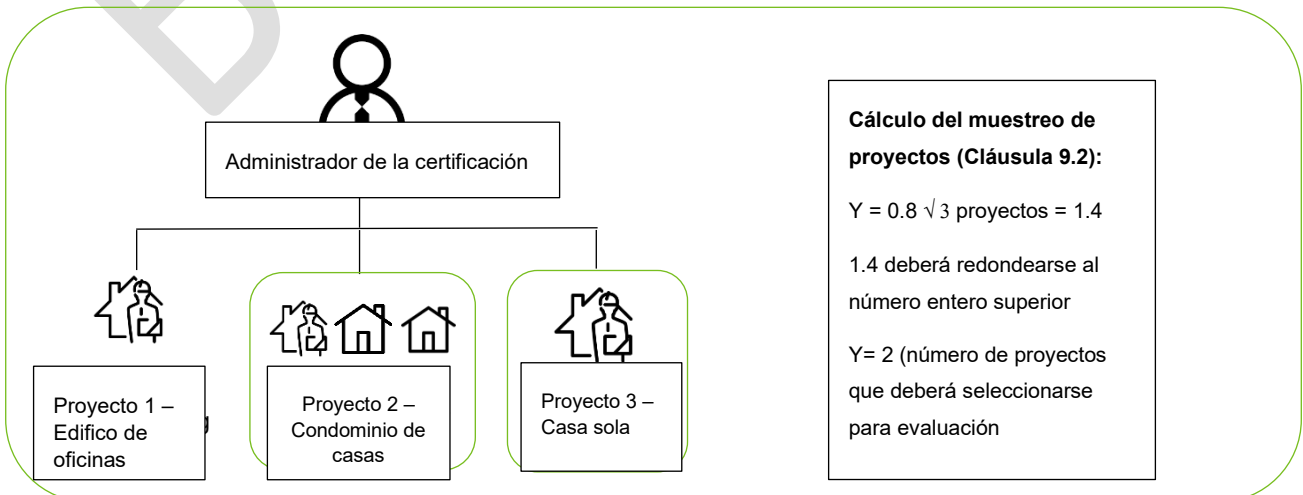 Administrador de la certificación
Proyecto 1 –
Edifico de
oficinas
Proyecto 2 –
Condominio de
casas
Proyecto 3 –
Casa sola
Cálculo del muestreo de
proyectos (Cláusula 9.2):
Y = 0.8 √ 3 proyectos = 1.4
1.4 deberá redondearse al
número entero superior
Y= 2 (número de proyectos
que deberá seleccionarse
para evaluación